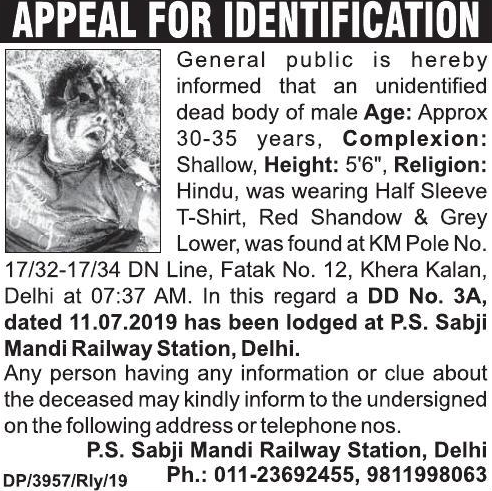 APPEAL FOR IDENTIFICATION
General public is hereby
informed that an unidentified
dead body of male Age: Approx
30-35 years, Complexion:
Shallow, Height: 5'6", Religion:
Hindu, was wearing Half Sleeve
T-Shirt, Red Shandow & Grey
Lower, was found at KM Pole No.
17/32-17/34 DN Line, Fatak No. 12, Khera Kalan,
Delhi at 07:37 AM. In this regard a DD No. 3A,
dated 11.07.2019 has been lodged at P.S. Sabji
Mandi Railway Station, Delhi.
Any person having any information or clue about
the deceased may kindly inform to the undersigned
on the following address or telephone nos.
P.S. Sabji Mandi Railway Station, Delhi
DP/3957/Rly/19 Ph.: 011-23692455, 9811998063